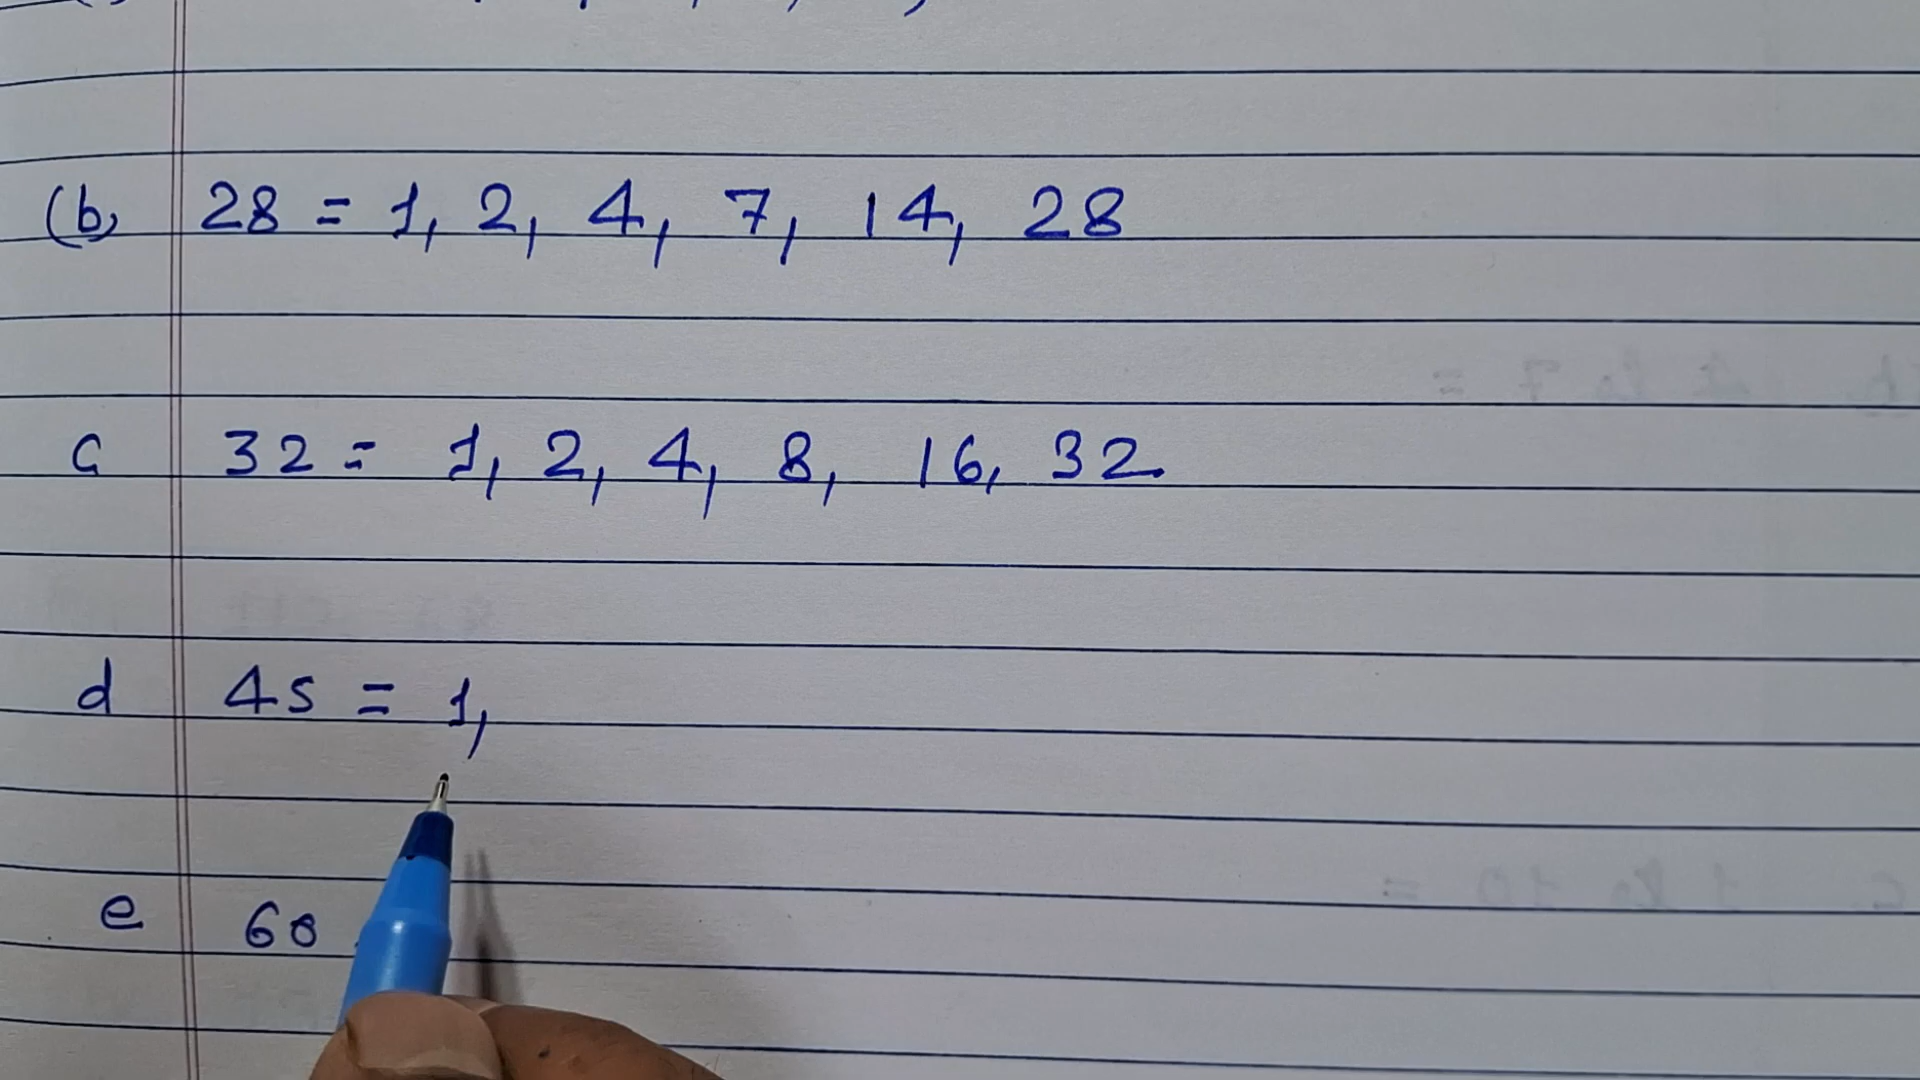 (b) 28 = 1, 2, 4, 7, 14, 28
c 32 = 1, 2, 4, 8, 16, 32.
d 45 = 1,
e 60